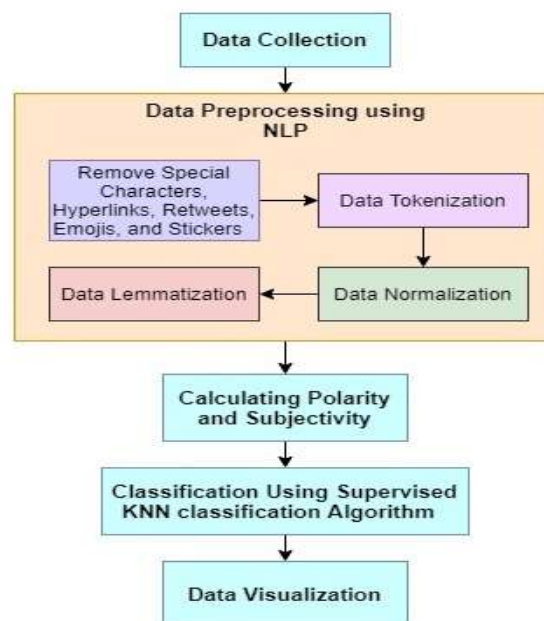 Data Collection
Data Preprocessing using
NLP
Remove Special
Characters,
Hyperlinks, Retweets,
Emojis, and Stickers
Data Tokenization
Data Normalization
Data Lemmatization
Calculating Polarity
and Subjectivity
Classification Using Supervised
KNN classification Algorithm
Data Visualization